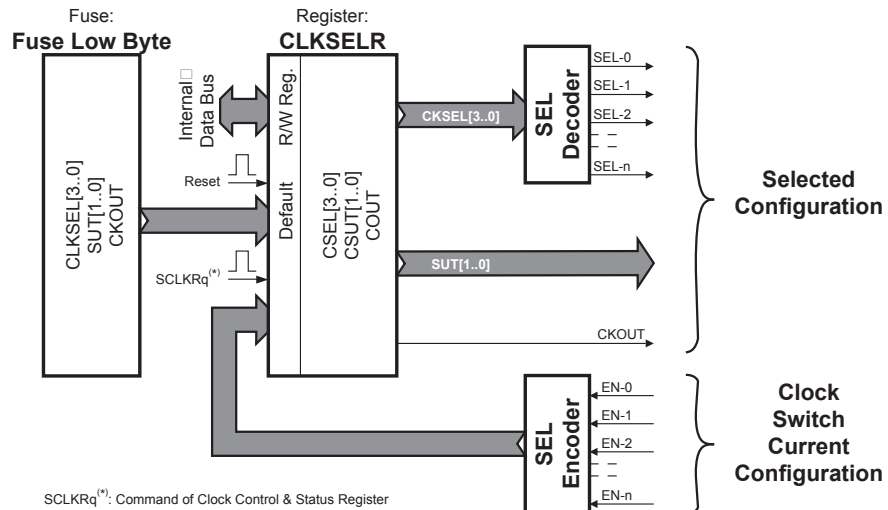 Fuse:
Fuse Low Byte
Register:
CLKSELR
CLKSEL[3..0]
SUT[1..0]
CKOUT
Internal□
Data Bus
R/W Reg.
Reset
Default
SCLKRq(*)
CSEL[3..0]
CSUT[1..0]
COUT
CKSEL[3..0]
SUT[1..0]
CKOUT
SEL
Decoder
SEL-0
SEL-1
SEL-2
SEL-n
Selected
Configuration
SEL
Encoder
EN-0
EN-1
EN-2
EN-n
Clock
Switch
Current
Configuration
SCLKRq(*): Command of Clock Control & Status Register